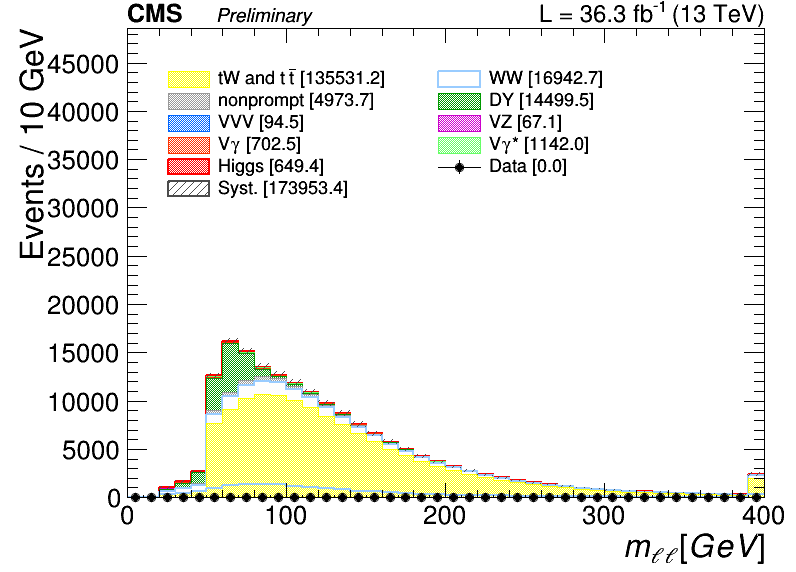 CMS Preliminary L = 36.3 fb⁻¹ (13 TeV)
Events / 10 GeV
45000
40000
35000
30000
25000
20000
15000
10000
5000
0
tW and tt̄ [135531.2]
nonprompt [4973.7]
VVV [94.5]
Vγ [702.5]
Higgs [649.4]
Syst. [173953.4]
WW [16942.7]
DY [14499.5]
VZ [67.1]
Vγ* [1142.0]
Data [0.0]
0 100 200 300 400
mℓℓ[GeV]